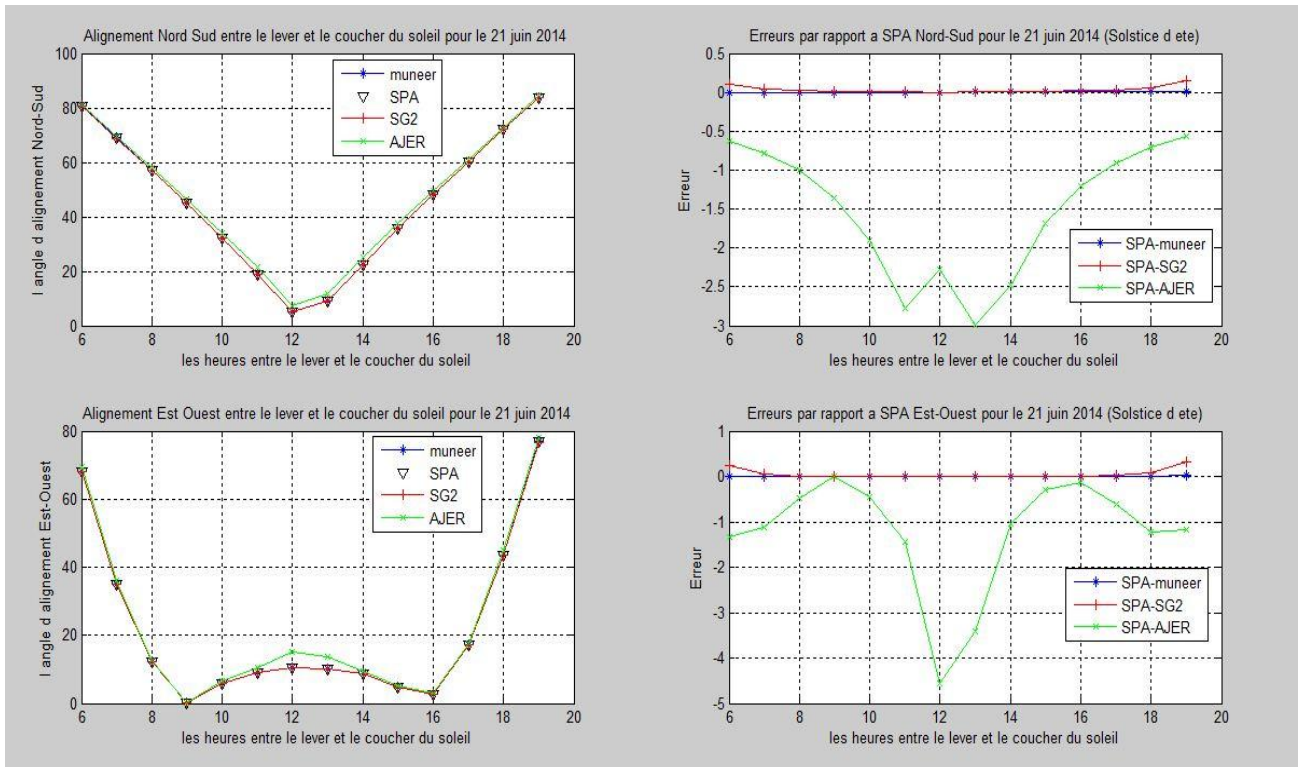 Alignement Nord Sud entre le lever et le coucher du soleil pour le 21 juin 2014
100
80
60
40
20
0
6 8 10 12 14 16 18 20
l angle d alignement Nord-Sud
les heures entre le lever et le coucher du soleil
muneer
SPA
SG2
AJER
Erreurs par rapport a SPA Nord-Sud pour le 21 juin 2014 (Solstice d ete)
0.5
0
-0.5
-1
-1.5
-2
-2.5
-3
6 8 10 12 14 16 18 20
Erreur
les heures entre le lever et le coucher du soleil
SPA-muneer
SPA-SG2
SPA-AJER
Alignement Est Ouest entre le lever et le coucher du soleil pour le 21 juin 2014
80
60
40
20
0
6 8 10 12 14 16 18 20
l angle d alignement Est-Ouest
les heures entre le lever et le coucher du soleil
muneer
SPA
SG2
AJER
Erreurs par rapport a SPA Est-Ouest pour le 21 juin 2014 (Solstice d ete)
1
0
-1
-2
-3
-4
-5
6 8 10 12 14 16 18 20
Erreur
les heures entre le lever et le coucher du soleil
SPA-muneer
SPA-SG2
SPA-AJER